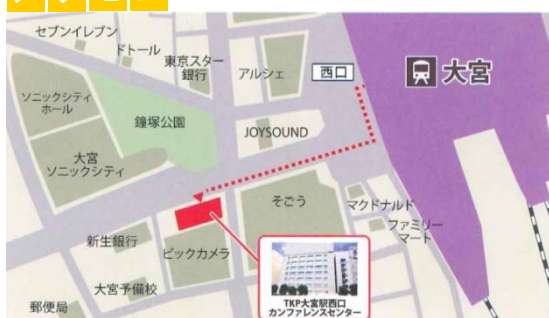 アクセス
セブンイレブン
ドトール
東京スター
銀行
アルシェ
西口
大宮
ソニックシティ
ホール
鐘塚公園
JOYSOUND
大宮
ソニックシティ
そごう
マクドナルド
ファミリー
マート
新生銀行
ビックカメラ
大宮予備校
郵便局
TKP大宮駅西口
カンファレンスセンター